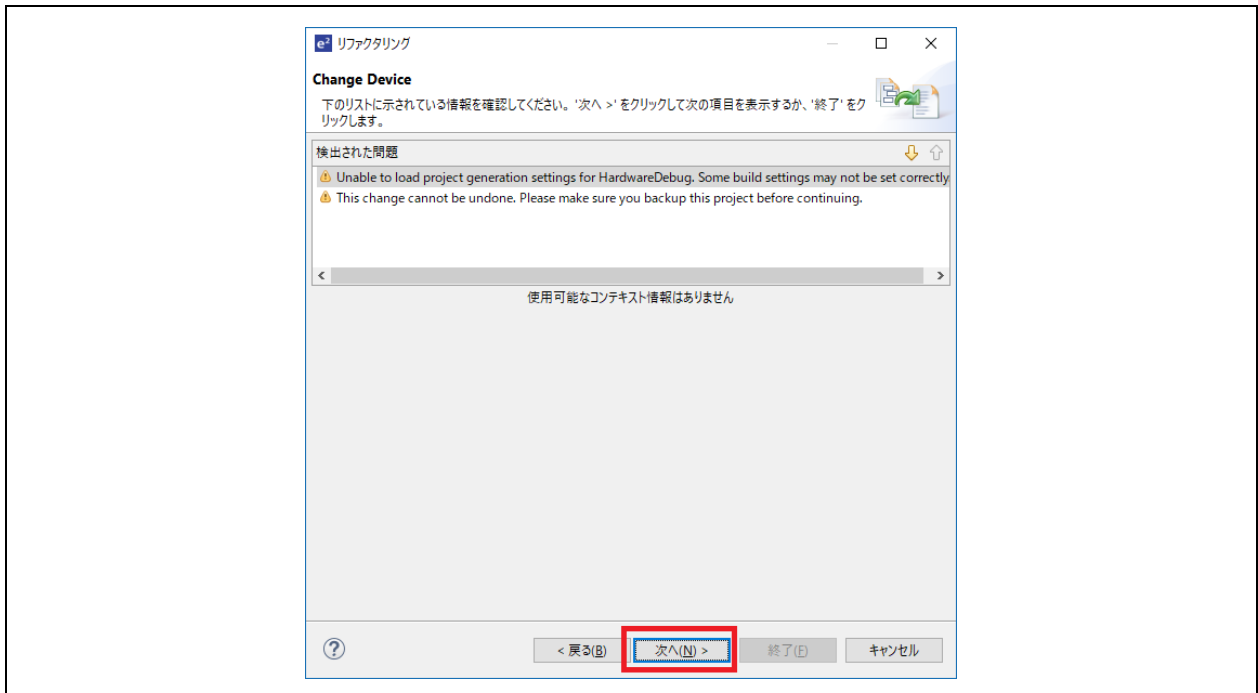 e² リファクタリング
Change Device
下のリストに示されている情報を確認してください。'次へ >' をクリックして次の項目を表示するか、'終了' をク
リックします。
検出された問題
Unable to load project generation settings for HardwareDebug. Some build settings may not be set correctly
This change cannot be undone. Please make sure you backup this project before continuing.
使用可能なコンテキスト情報はありません
< 戻る(B) 次へ(N) > 終了(F) キャンセル